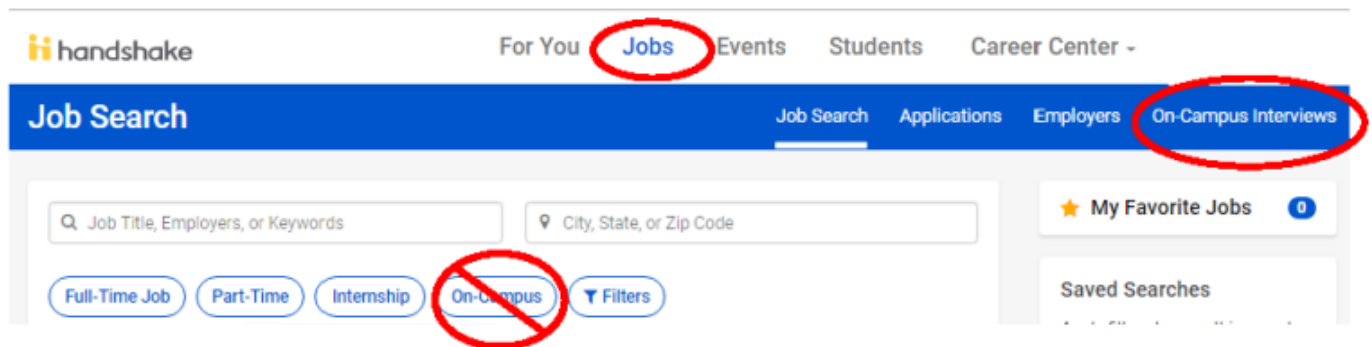 handshake For You Jobs Events Students Career Center
Job Search Job Search Applications Employers On-Campus Interviews
Job Title, Employers, or Keywords City, State, or Zip Code My Favorite Jobs 0
Full-Time Job Part-Time Internship On-Campus Filters Saved Searches